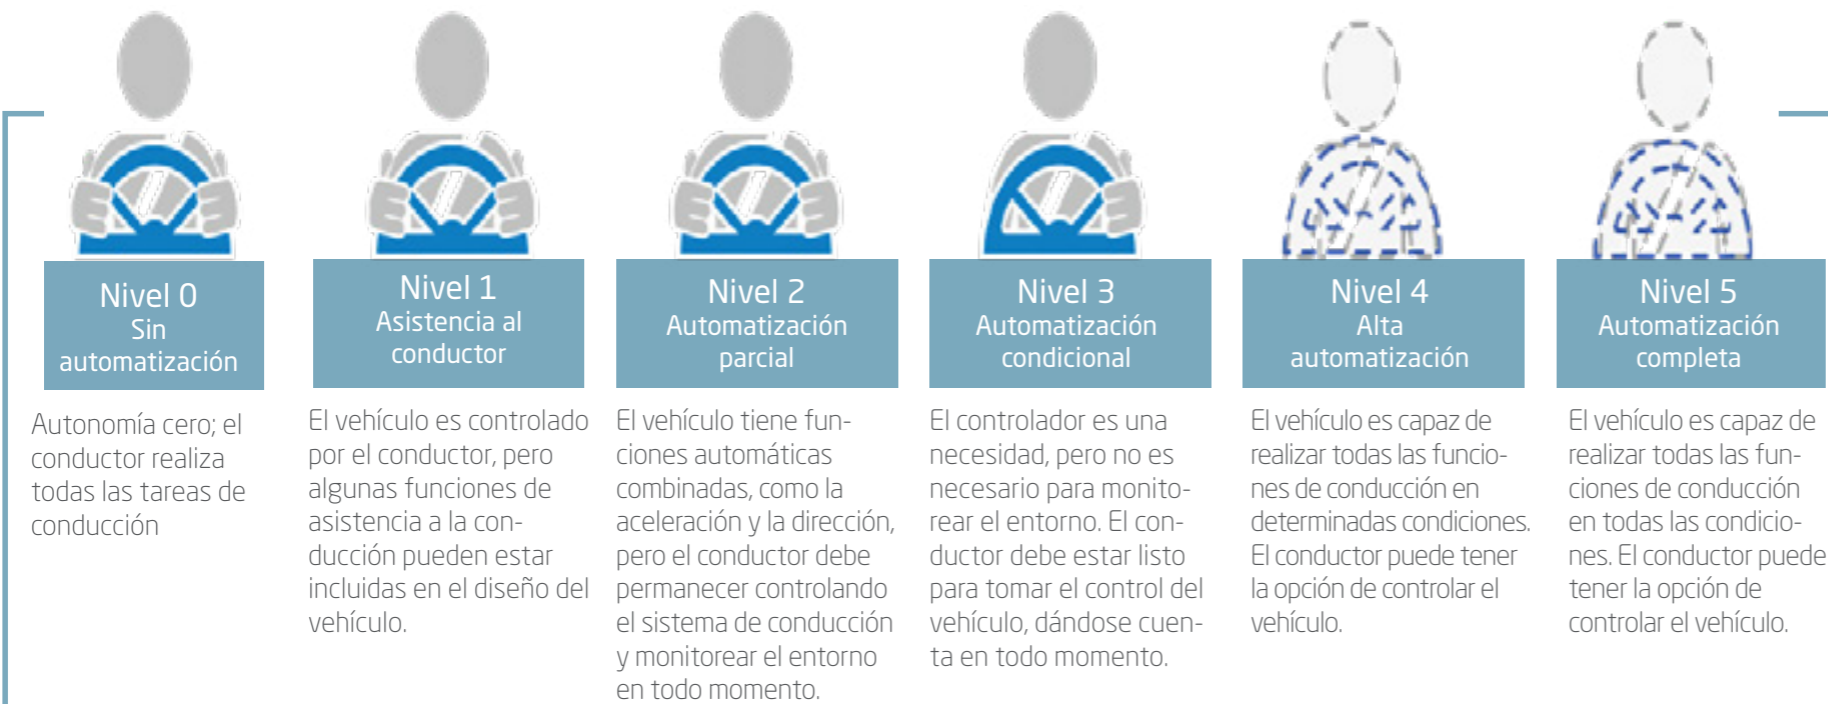 Nivel 0
Sin
automatización
Autonomía cero; el
conductor realiza
todas las tareas de
conducción
Nivel 1
Asistencia al
conductor
El vehículo es controlado
por el conductor, pero
algunas funciones de
asistencia a la con-
ducción pueden estar
incluidas en el diseño del
vehículo.
Nivel 2
Automatización
parcial
El vehículo tiene fun-
ciones automáticas
combinadas, como la
aceleración y la dirección,
pero el conductor debe
permanecer controlando
el sistema de conducción
y monitorear el entorno
en todo momento.
Nivel 3
Automatización
condicional
El controlador es una
necesidad, pero no es
necesario para monito-
rear el entorno. El con-
ductor debe estar listo
para tomar el control del
vehículo, dándose cuen-
ta en todo momento.
Nivel 4
Alta
automatización
El vehículo es capaz de
realizar todas las funcio-
nes de conducción en
determinadas condiciones.
El conductor puede tener
la opción de controlar el
vehículo.
Nivel 5
Automatización
completa
El vehículo es capaz de
realizar todas las fun-
ciones de conducción
en todas las condicio-
nes. El conductor puede
tener la opción de
controlar el vehículo.